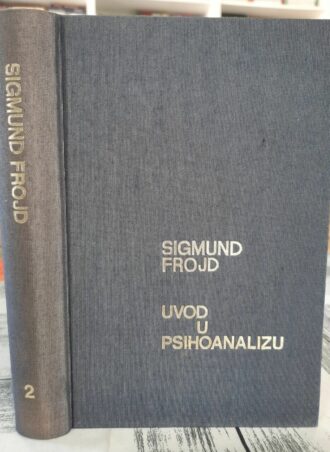 SIGMUND FROJD
2
SIGMUND
FROJD
UVOD
U
PSIHOANALIZU